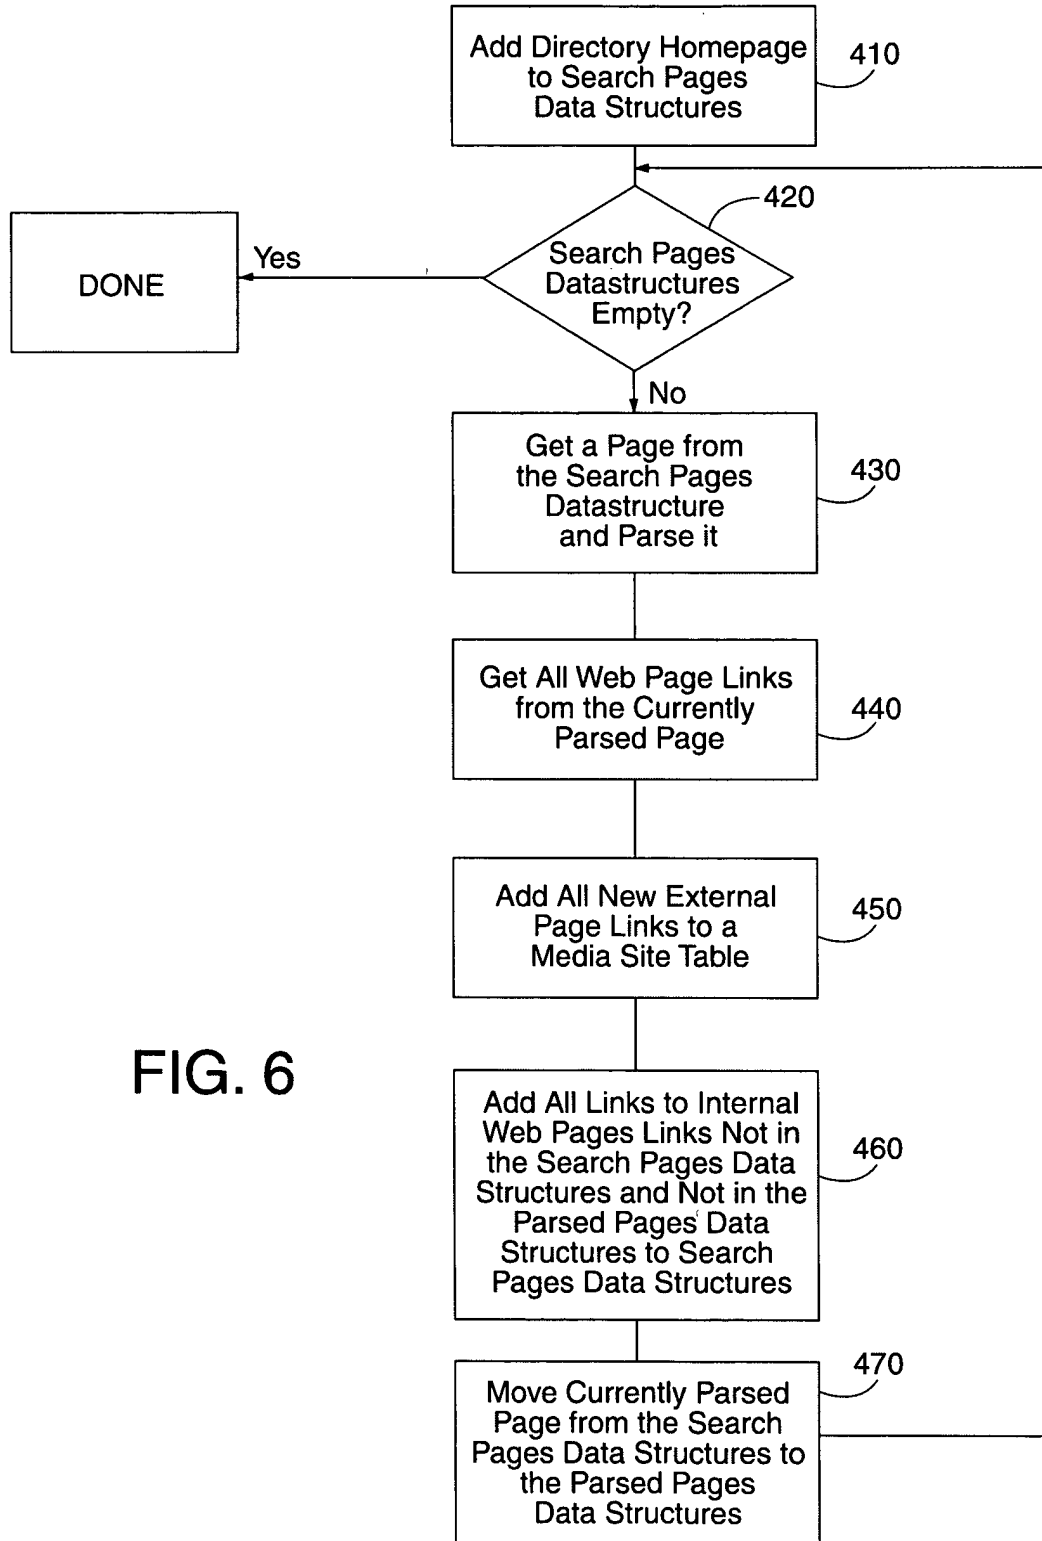 Add Directory Homepage
to Search Pages
Data Structures
410
420
Search Pages
Datastructures
Empty?
Yes
DONE
No
Get a Page from
the Search Pages
Datastructure
and Parse it
430
Get All Web Page Links
from the Currently
Parsed Page
440
Add All New External
Page Links to a
Media Site Table
450
FIG. 6
Add All Links to Internal
Web Pages Links Not in
the Search Pages Data
Structures and Not in the
Parsed Pages Data
Structures to Search
Pages Data Structures
460
Move Currently Parsed
Page from the Search
Pages Data Structures to
the Parsed Pages
Data Structures
470